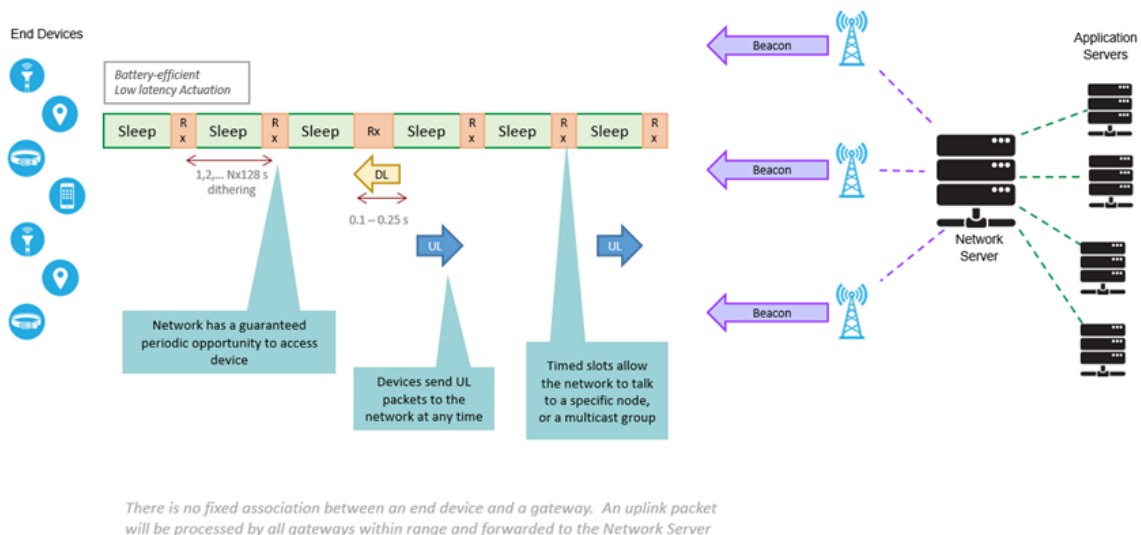 End Devices
Battery-efficient
Low latency Actuation
Sleep
R
x
Sleep
R
x
Sleep
Rx
Sleep
R
x
Sleep
R
x
Sleep
R
x
1,2,... Nx128 s
dithering
DL
0.1 – 0.25 s
UL
UL
Network has a guaranteed
periodic opportunity to access
device
Devices send UL
packets to the
network at any time
Timed slots allow
the network to talk
to a specific node,
or a multicast group
Beacon
Beacon
Beacon
Network
Server
Application
Servers
There is no fixed association between an end device and a gateway. An uplink packet
will be processed by all gateways within range and forwarded to the Network Server